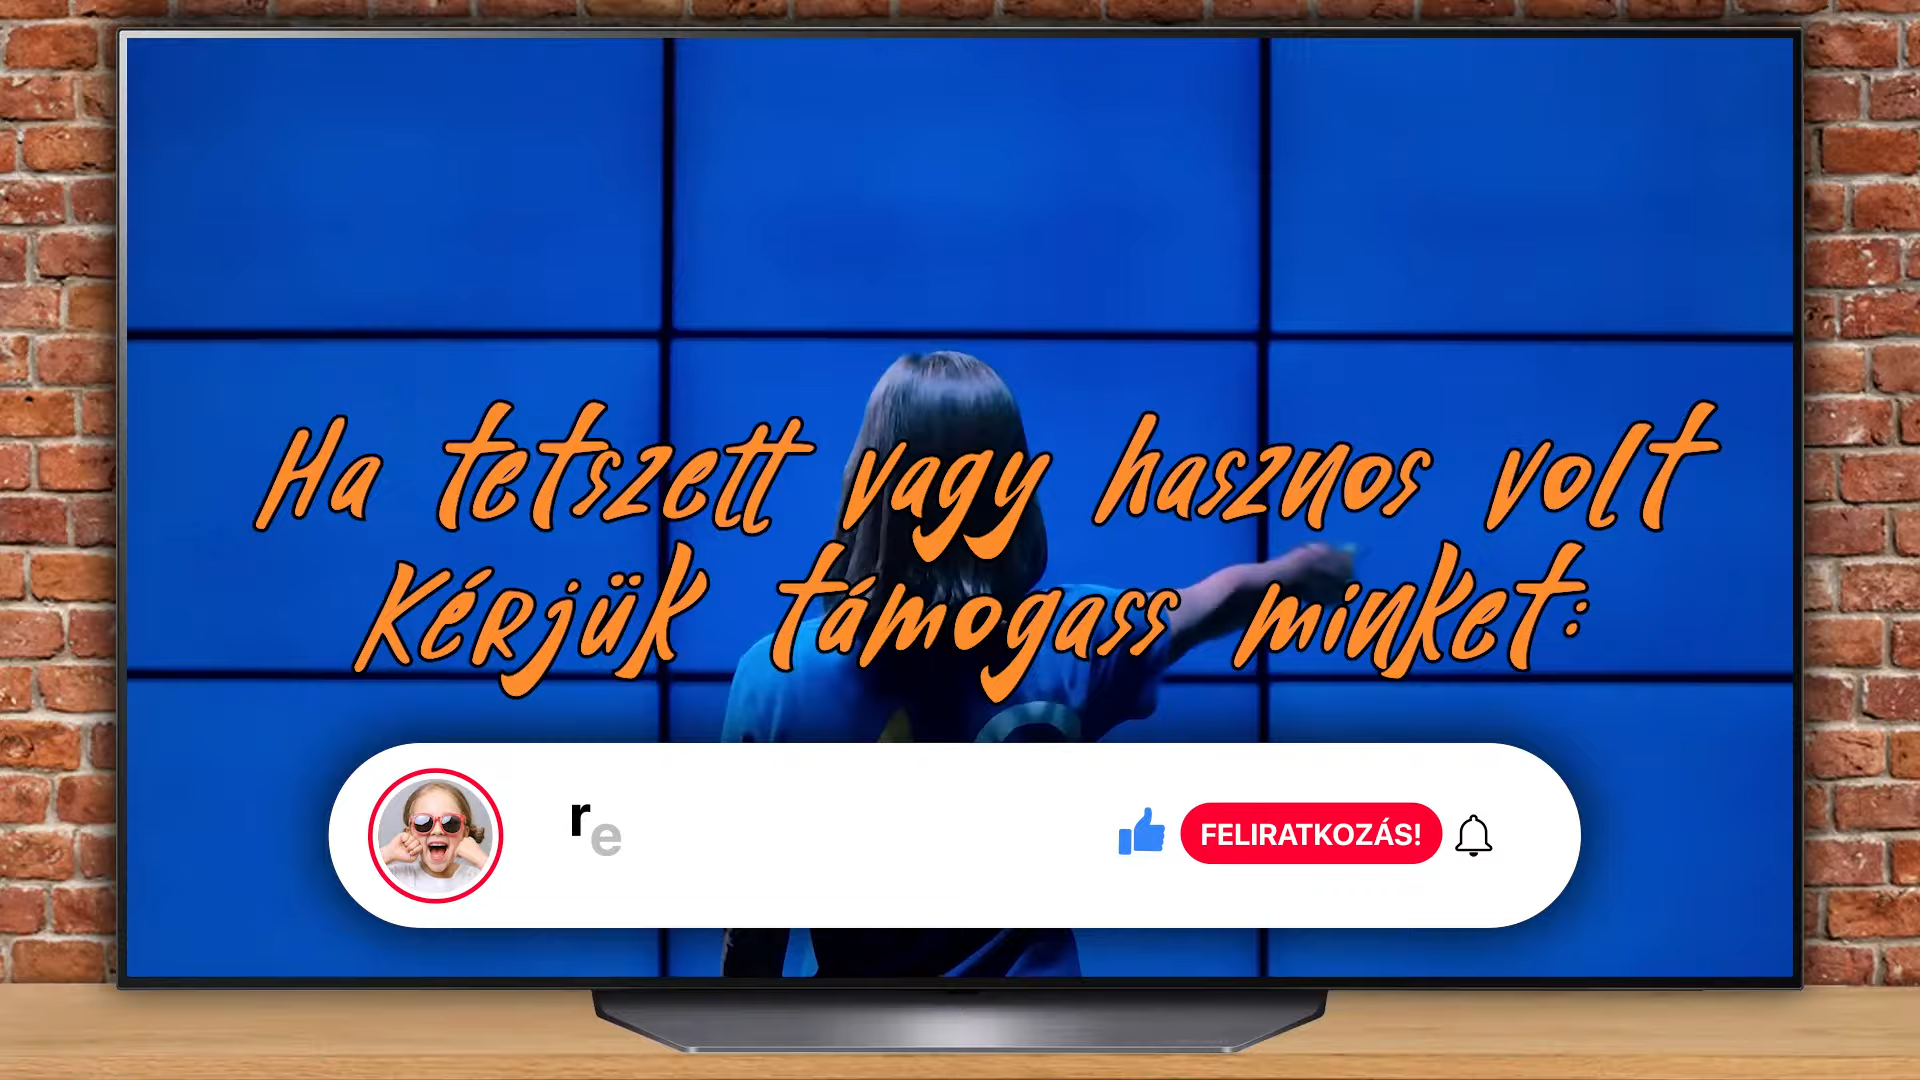 Ha tetszett vagy hasznos volt
Kérjük támogass minket:
re
FELIRATKOZÁS!